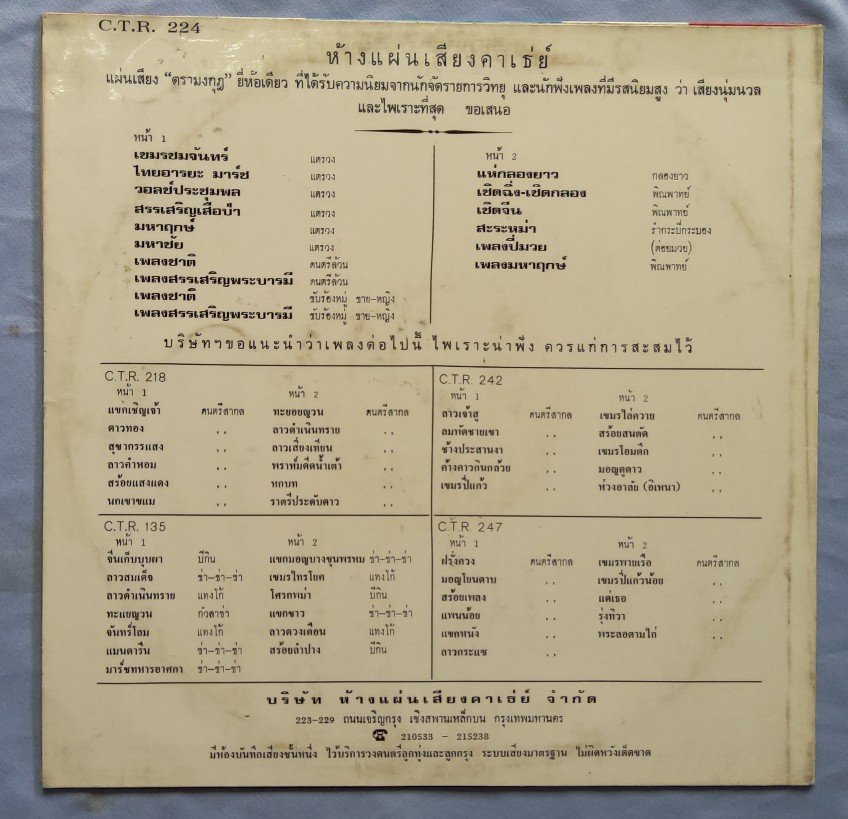 C.T.R. 224
ห้างแผ่นเสียงคาเธ่ย์
แผ่นเสียง “ตรามงกุฎ” ยี่ห้อเดียว ที่ได้รับความนิยมจากนักจัดรายการวิทยุ และนักฟังเพลงที่มีรสนิยมสูง ว่า เสียงนุ่มนวล
และไพเราะที่สุด ขอเสนอ
หน้า 1
เขมรชมจันทร์ แตรวง
ไทยอารยะ มาร์ช แตรวง
วอลซ์ประชุมพล แตรวง
สรรเสริญเสือป่า แตรวง
มหาฤกษ์ แตรวง
มหาชัย แตรวง
เพลงชาติ ดนตรีล้วน
เพลงสรรเสริญพระบารมี ดนตรีล้วน
เพลงชาติ ขับร้องหมู่ ชาย-หญิง
เพลงสรรเสริญพระบารมี ขับร้องหมู่ ชาย-หญิง
หน้า 2
แห่กลองยาว กลองยาว
เชิดฉิ่ง-เชิดกลอง พิณพาทย์
เชิดจีน พิณพาทย์
สะระหม่า รำกระบี่กระบอง
เพลงปี่มวย (ต่อยมวย)
เพลงมหาฤกษ์ พิณพาทย์
บริษัทฯขอแนะนำว่าเพลงต่อไปนี้ ไพเราะน่าฟัง ควรแก่การสะสมไว้
C.T.R. 218
หน้า 1 หน้า 2
แขกเชิญเจ้า ดนตรีสากล ทะยอยญวน ดนตรีสากล
ดาวทอง ,, ลาวดำเนินทราย ,,
สุขากรรแสง ,, ลาวเสี่ยงเทียน ,,
ลาวคำหอม ,, พราห์มดีดน้ำเต้า ,,
สร้อยแสงแดง ,, หกบท ,,
นกเขาขแม ,, ราตรีประดับดาว ,,
C.T.R. 242
หน้า 1 หน้า 2
ลาวเจ้าสู ดนตรีสากล เขมรไล่ควาย ดนตรีสากล
ลมพัดชายเขา ,, สร้อยสนตัด ,,
ช้างประสานงา ,, เขมรโอมตึก ,,
ค้างคาวกินกล้วย ,, มอญดูดาว ,,
เขมรปี่แก้ว ,, ห่วงอาลัย (อิเหนา) ,,
C.T.R. 135
หน้า 1 หน้า 2
จีนเก็บบุบผา บีกิน แขกมอญบางขุนพรหม ช่า-ช่า-ช่า
ลาวสมเด็จ ช่า-ช่า-ช่า เขมรไทรโยค แทงโก้
ลาวดำเนินทราย แทงโก้ โศรกพม่า บีกิน
ทะแยญวน กัวลาช่า แขกขาว ช่า-ช่า-ช่า
จันทร์โลม แทงโก้ ลาวดวงเดือน แทงโก้
แมนดารีน ช่า-ช่า-ช่า สร้อยลำปาง บีกิน
มาร์ชทหารอาศกา ช่า-ช่า-ช่า
C.T.R. 247
หน้า 1 หน้า 2
ฝรั่งควง ดนตรีสากล เขมรพายเรือ ดนตรีสากล
มอญโยนดาบ ,, เขมรปี่แก้วน้อย ,,
สร้อยเพลง ,, แด่เธอ ,,
แพนน้อย ,, รุ่งทิวา ,,
แขกหนัง ,, พระลอตามไก่ ,,
ลาวกระแซ ,,
บริษัท ห้างแผ่นเสียงคาเธ่ย์ จำกัด
223-229 ถนนเจริญกรุง เชิงสพานเหล็กบน กรุงเทพมหานคร
☎ 210533 - 215238
มีห้องบันทึกเสียงชั้นหนึ่ง ไว้บริการวงดนตรีลูกทุ่งและลูกกรุง ระบบเสียงมาตรฐาน ไม่ผิดหวังเด็ดขาด